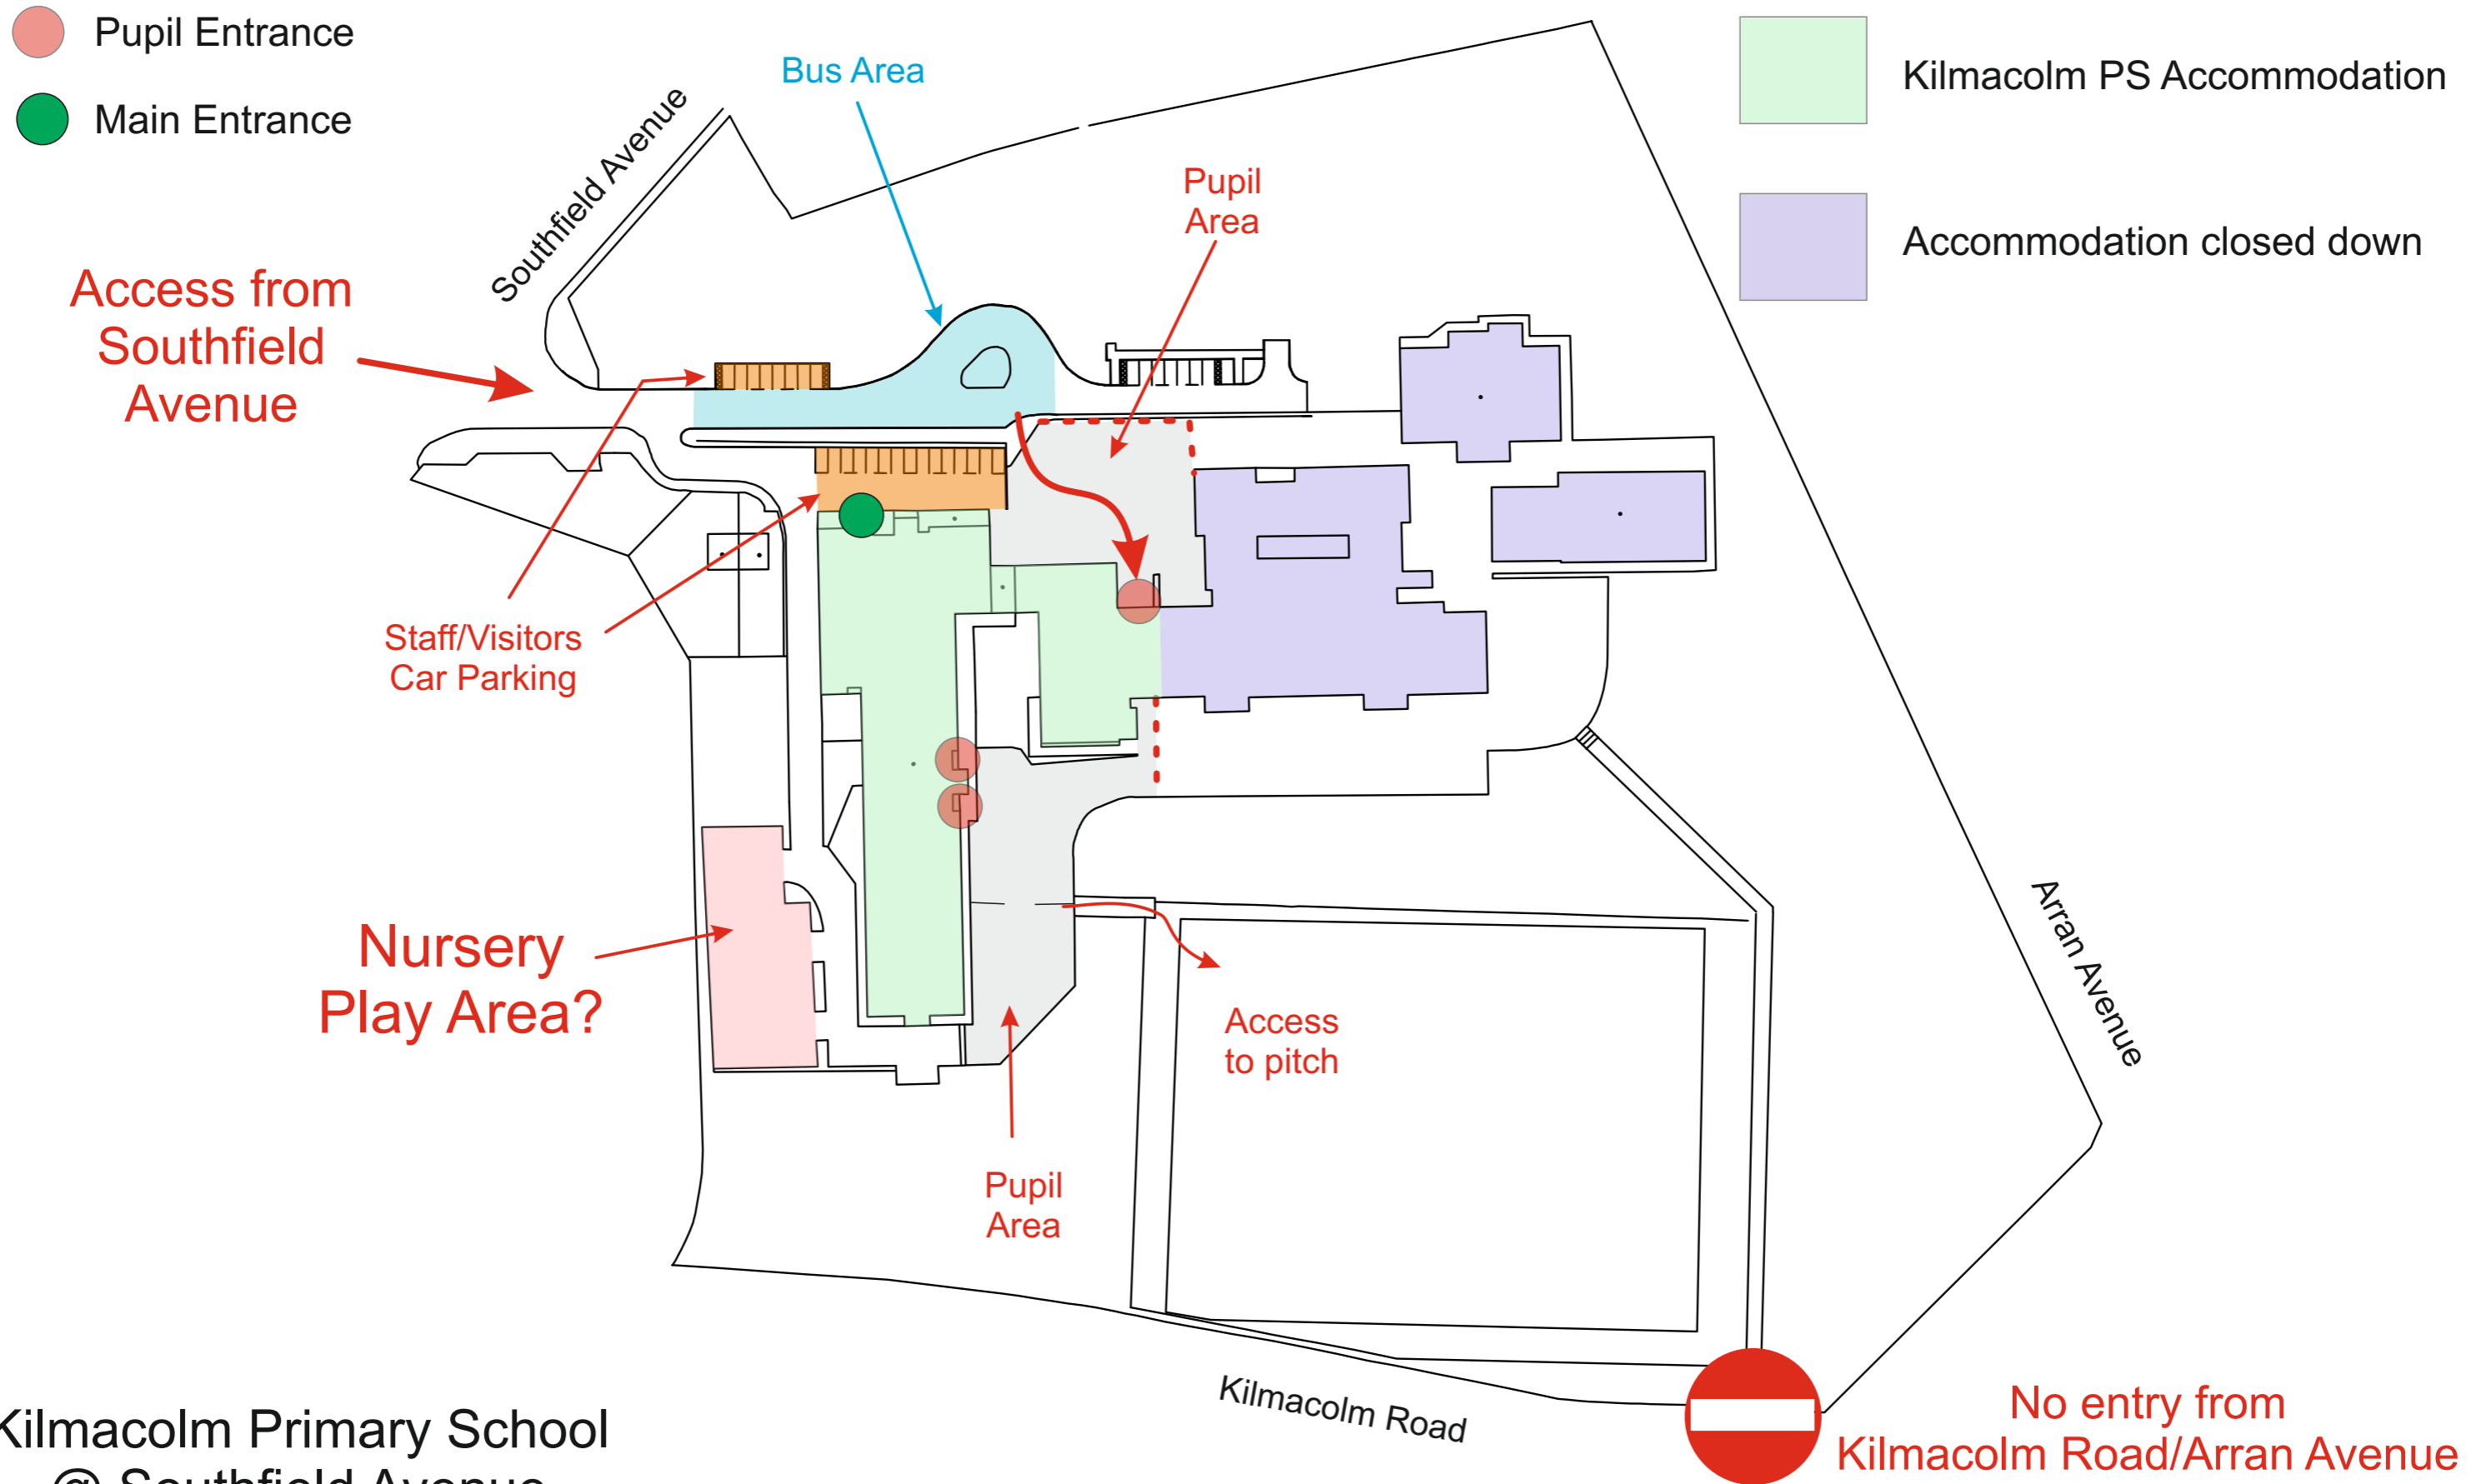 Pupil Entrance
Main Entrance
Bus Area
Kilmacolm PS Accommodation
Accommodation closed down
Southfield Avenue
Pupil
Area
Access from
Southfield
Avenue
Staff/Visitors
Car Parking
Nursery
Play Area?
Access
to pitch
Arran Avenue
Pupil
Area
Kilmacolm Road
No entry from
Kilmacolm Road/Arran Avenue
Kilmacolm Primary School
@ Southfield Avenue